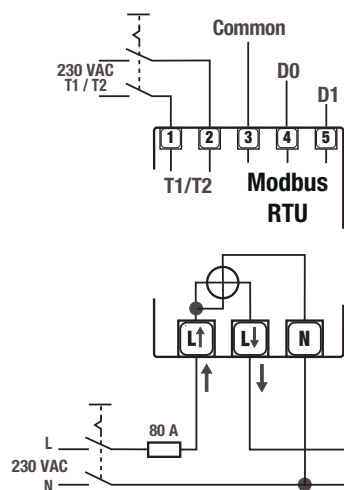 Common
230 VAC
T1 / T2
D0
D1
1 2 3 4 5
T1/T2
Modbus
RTU
L↑ L↓ N
80 A
L
230 VAC
N